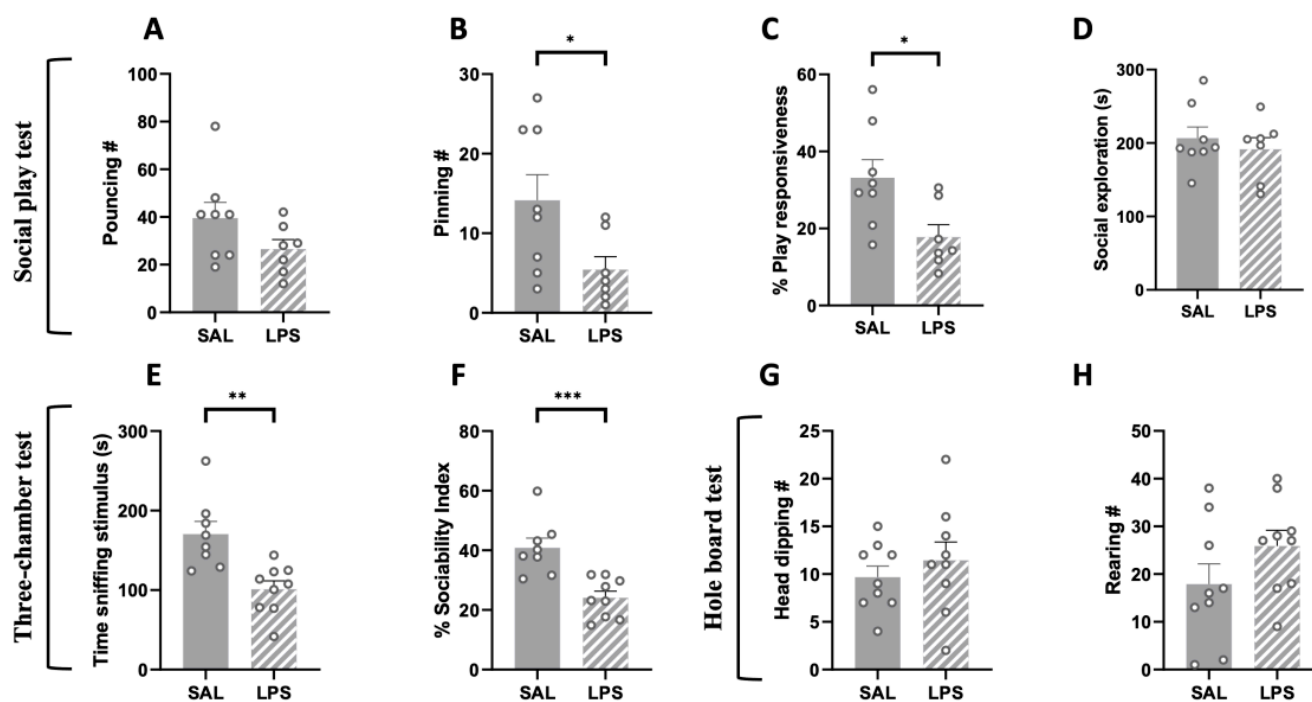 A
B
C
D
Social play test
Pouncing #
100
80
60
40
20
0
SAL LPS
*
Pinning #
30
20
10
0
SAL LPS
*
% Play responsiveness
60
40
20
0
SAL LPS
Social exploration (s)
300
200
100
0
SAL LPS
E
F
G
H
Three-chamber test
**
Time sniffing stimulus (s)
300
200
100
0
SAL LPS
***
% Sociability Index
80
60
40
20
0
SAL LPS
Hole board test
Head dipping #
25
20
15
10
5
0
SAL LPS
Rearing #
50
40
30
20
10
0
SAL LPS